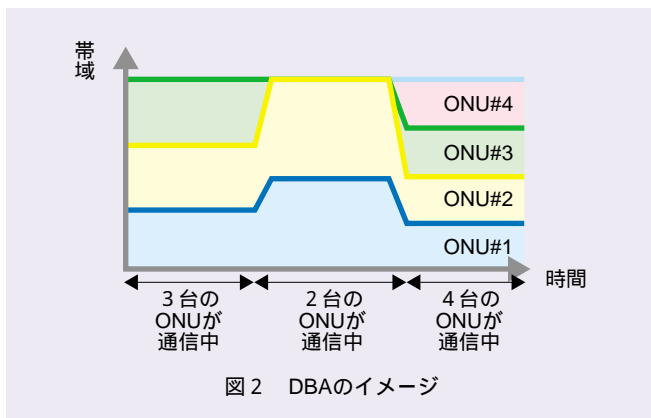 帯域
ONU#4
ONU#3
ONU#2
ONU#1
時間
3台の
ONUが
通信中
2台の
ONUが
通信中
4台の
ONUが
通信中
図2 DBAのイメージ